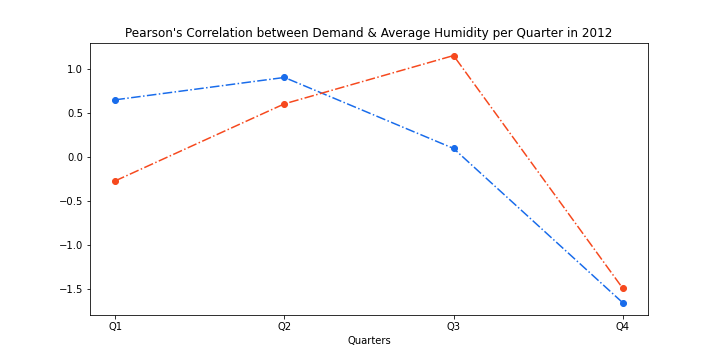 Pearson's Correlation between Demand & Average Humidity per Quarter in 2012
1.0
0.5
0.0
−0.5
−1.0
−1.5
Q1 Q2 Q3 Q4
Quarters